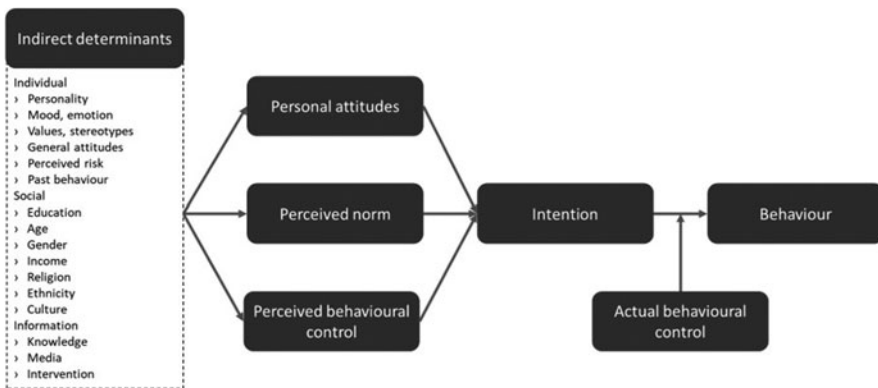 Indirect determinants
Individual
› Personality
› Mood, emotion
› Values, stereotypes
› General attitudes
› Perceived risk
› Past behaviour
Social
› Education
› Age
› Gender
› Income
› Religion
› Ethnicity
› Culture
Information
› Knowledge
› Media
› Intervention
Personal attitudes
Perceived norm
Perceived behavioural
control
Intention
Behaviour
Actual behavioural
control